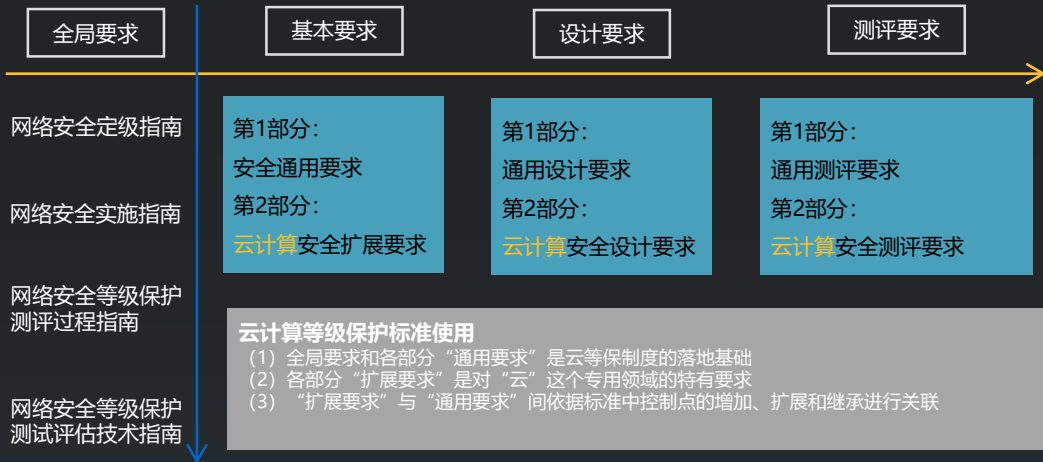 全局要求
基本要求
设计要求
测评要求
网络安全定级指南
网络安全实施指南
网络安全等级保护
测评过程指南
网络安全等级保护
测试评估技术指南
第1部分：
安全通用要求
第2部分：
云计算安全扩展要求
第1部分：
通用设计要求
第2部分：
云计算安全设计要求
第1部分：
通用测评要求
第2部分：
云计算安全测评要求
云计算等级保护标准使用
（1）全局要求和各部分“通用要求”是云等保制度的落地基础
（2）各部分“扩展要求”是对“云”这个专用领域的特有要求
（3）“扩展要求”与“通用要求”间依据标准中控制点的增加、扩展和继承进行关联